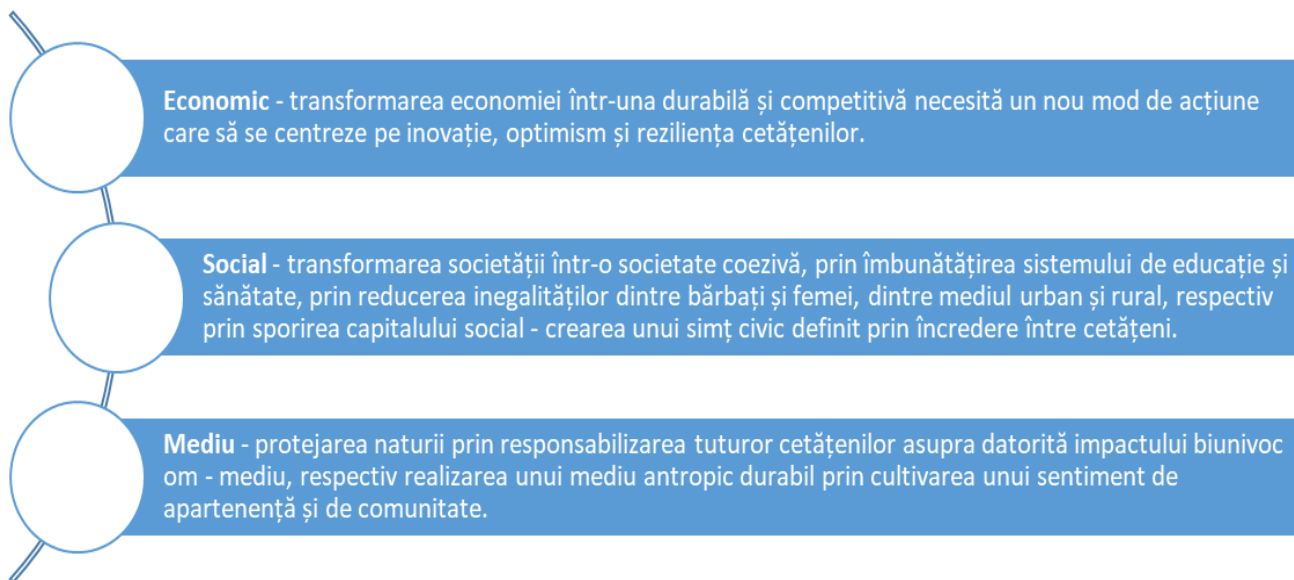 Economic - transformarea economiei într-una durabilă și competitivă necesită un nou mod de acțiune
care să se centreze pe inovație, optimism și reziliența cetățenilor.
Social - transformarea societății într-o societate coezivă, prin îmbunătățirea sistemului de educație și
sănătate, prin reducerea inegalităților dintre bărbați și femei, dintre mediul urban și rural, respectiv
prin sporirea capitalului social - crearea unui simț civic definit prin încredere între cetățeni.
Mediu - protejarea naturii prin responsabilizarea tuturor cetățenilor asupra datorită impactului biunivoc
om - mediu, respectiv realizarea unui mediu antropic durabil prin cultivarea unui sentiment de
apartenență și de comunitate.